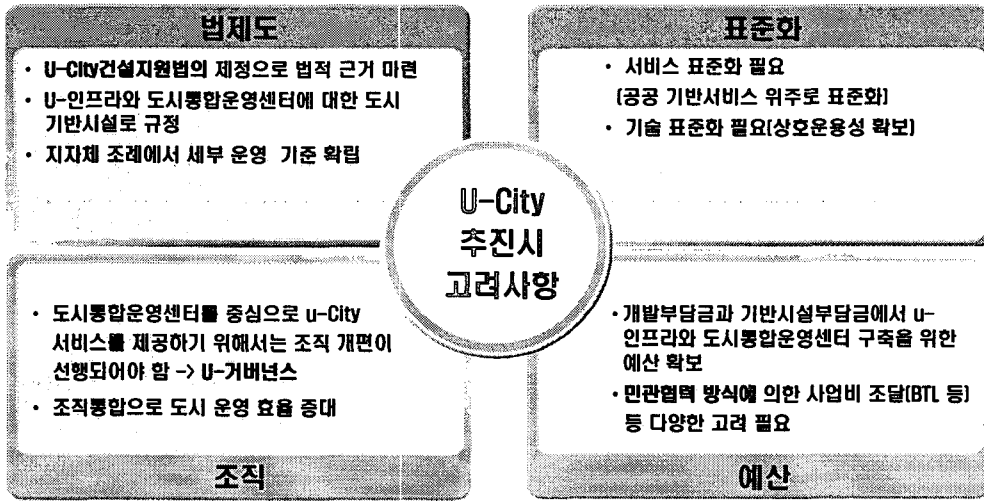 법제도
• U-City건설지원법의 제정으로 법적 근거 마련
• U-인프라와 도시통합운영센터에 대한 도시
기반시설로 규정
• 지자체 조례에서 세부 운영 기준 확립
표준화
• 서비스 표준화 필요
(공공 기반서비스 위주로 표준화)
• 기술 표준화 필요(상호운용성 확보)
U-City
추진시
고려사항
• 도시통합운영센터를 중심으로 u-City
서비스를 제공하기 위해서는 조직 개편이
선행되어야 함 -> U-거버넌스
• 조직통합으로 도시 운영 효율 증대
조직
• 개발부담금과 기반시설부담금에서 u-
인프라와 도시통합운영센터 구축을 위한
예산 확보
• 민관협력 방식에 의한 사업비 조달(BTL 등)
등 다양한 고려 필요
예산